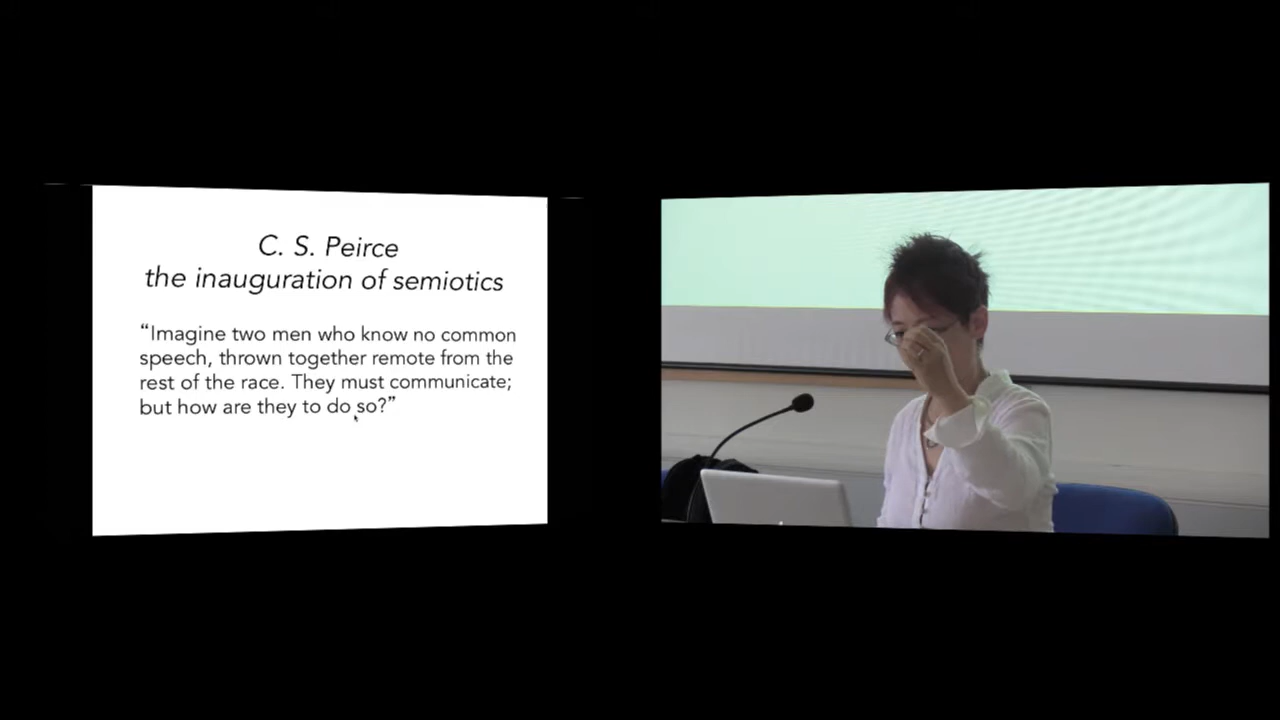 C. S. Peirce
the inauguration of semiotics
“Imagine two men who know no common
speech, thrown together remote from the
rest of the race. They must communicate;
but how are they to do so?”